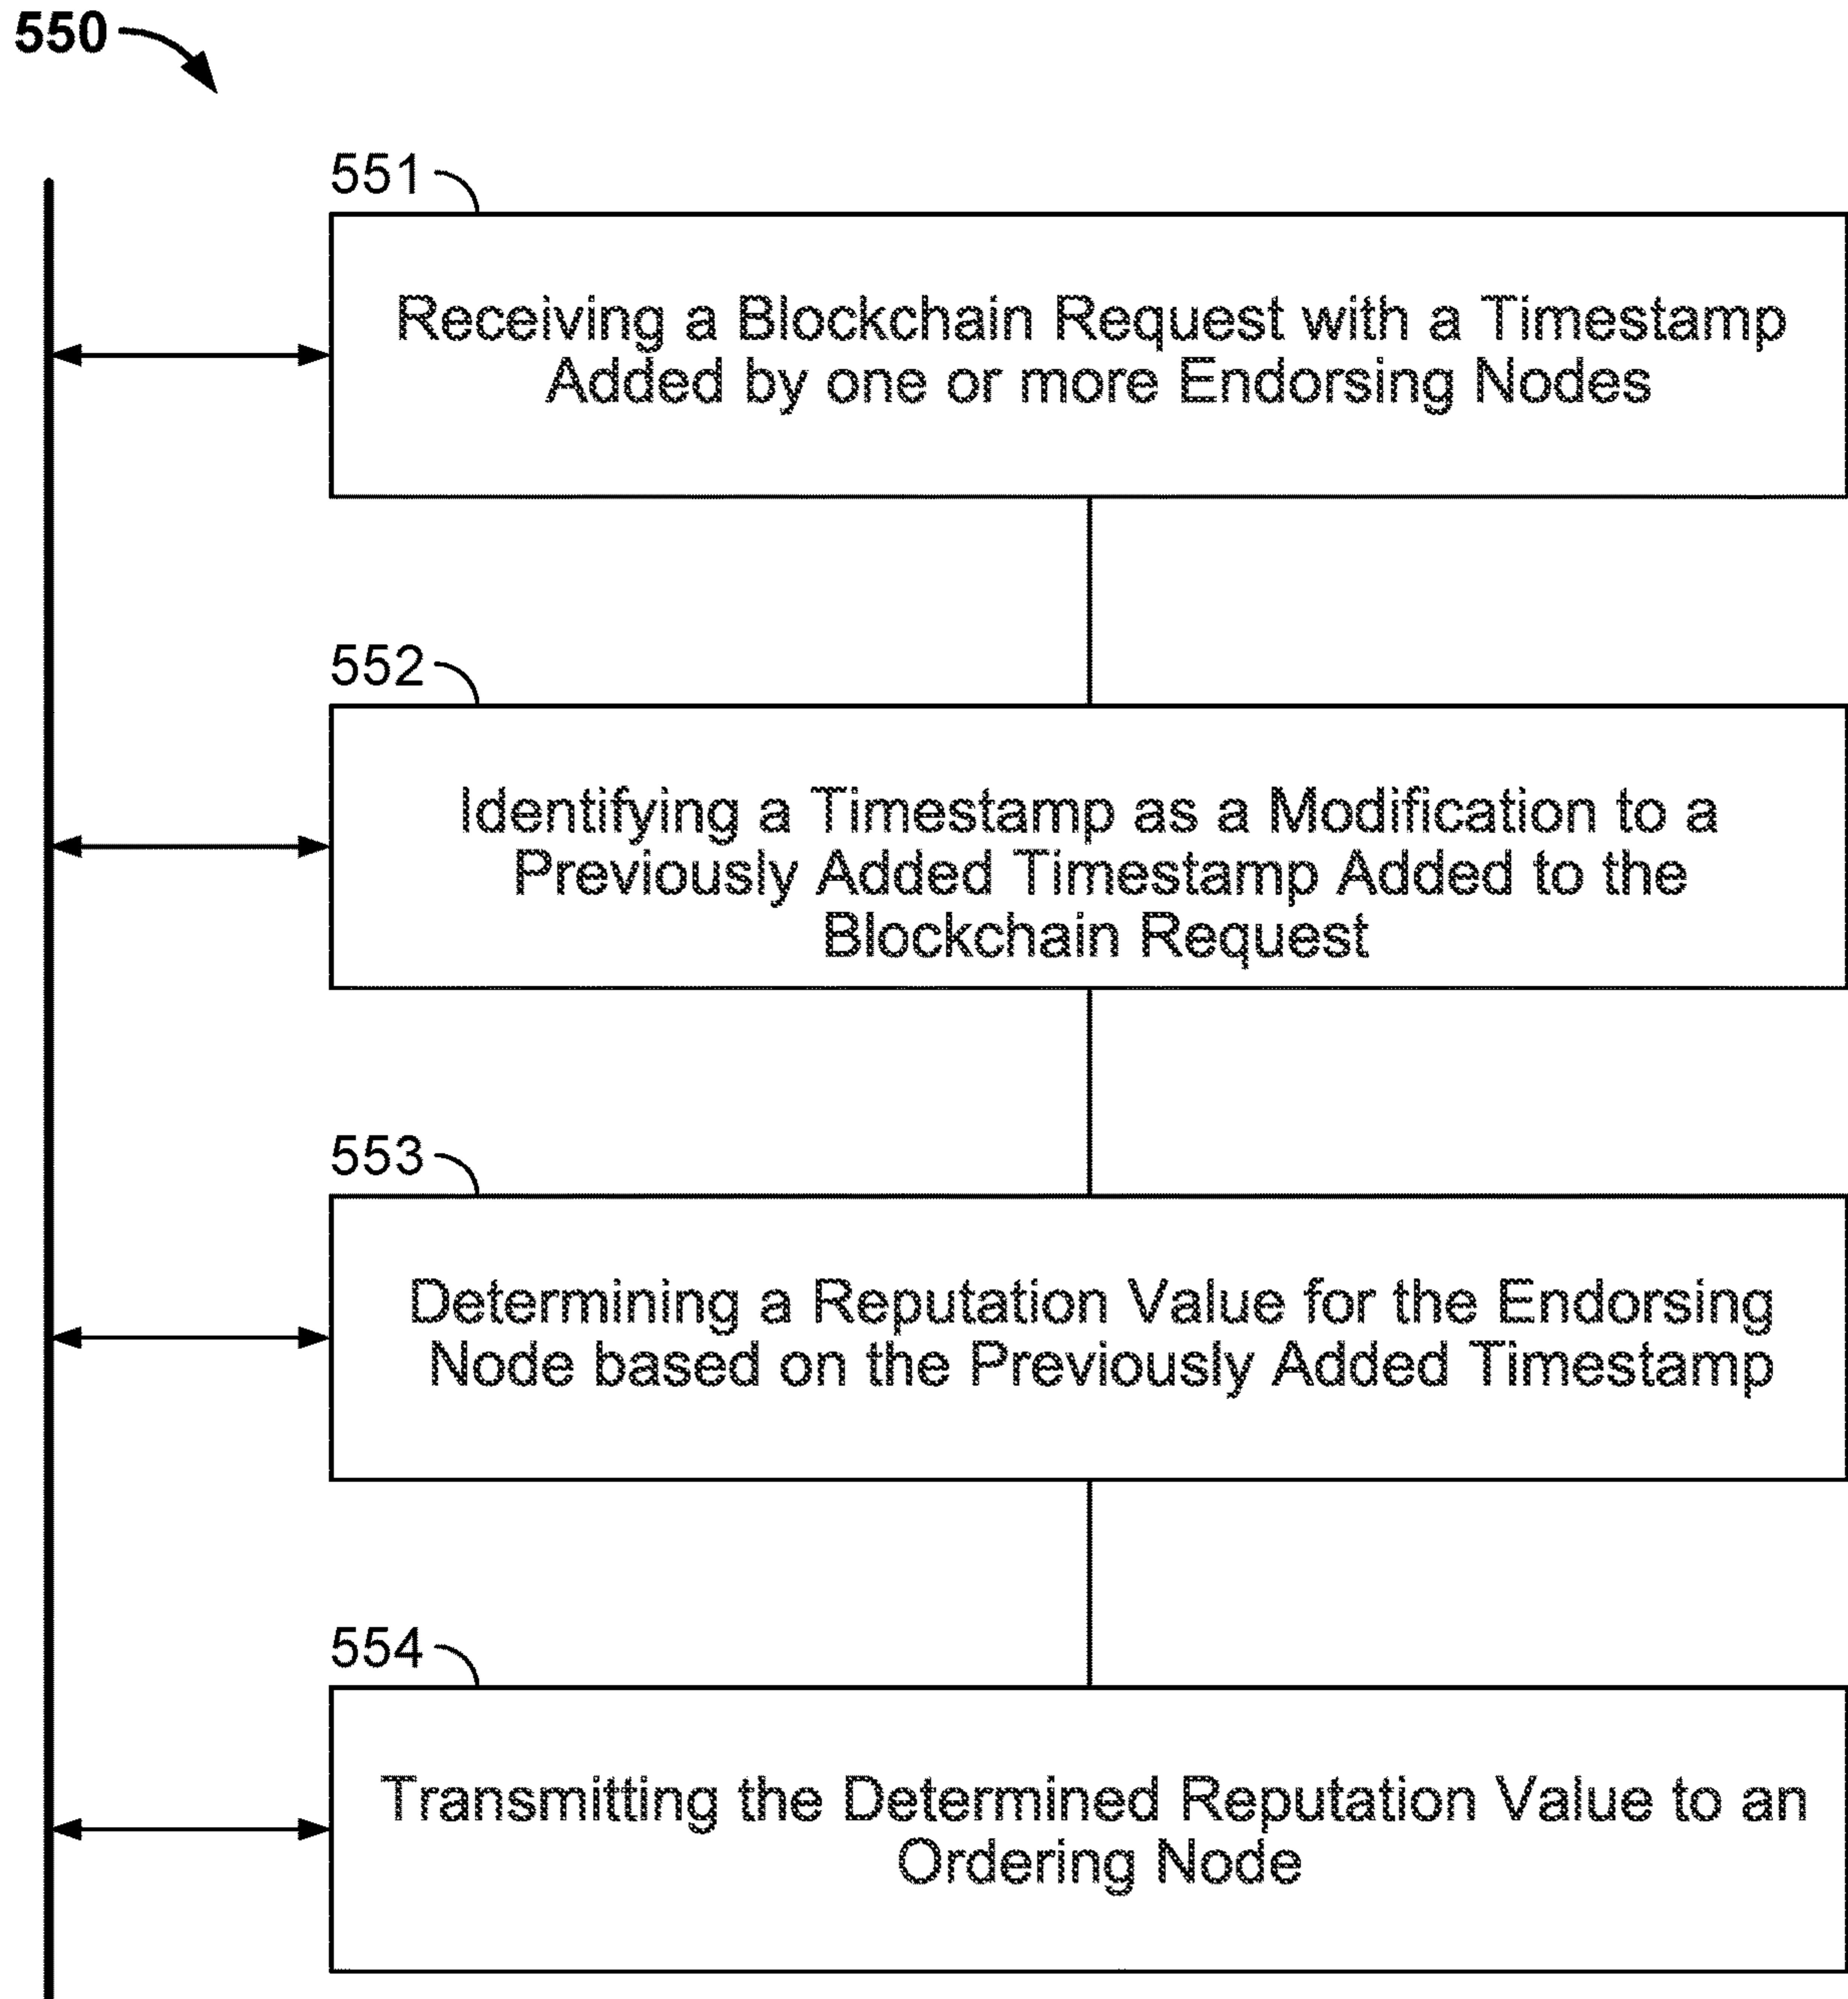 550
551
Receiving a Blockchain Request with a Timestamp
Added by one or more Endorsing Nodes
552
Identifying a Timestamp as a Modification to a
Previously Added Timestamp Added to the
Blockchain Request
553
Determining a Reputation Value for the Endorsing
Node based on the Previously Added Timestamp
554
Transmitting the Determined Reputation Value to an
Ordering Node